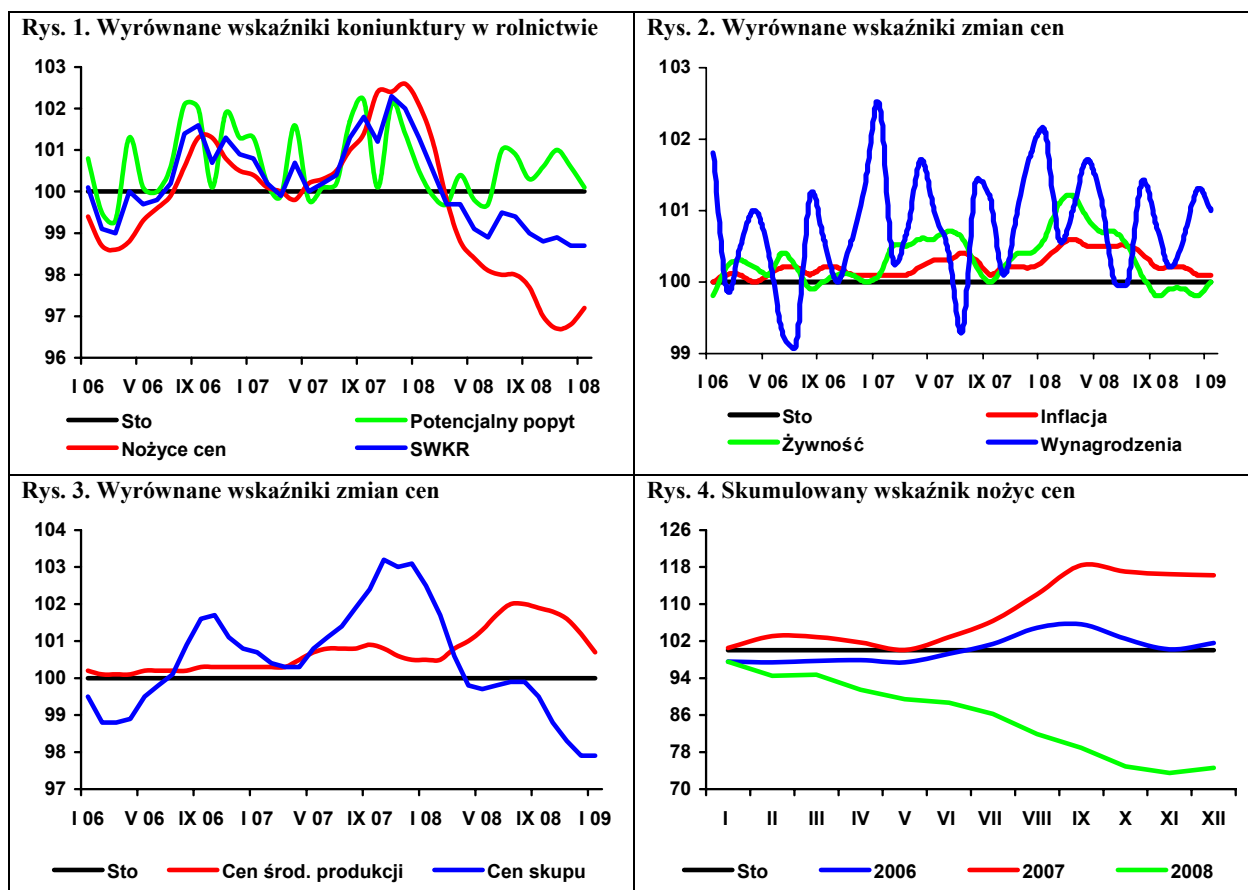 Rys. 1. Wyrównane wskaźniki koniunktury w rolnictwie
103
102
101
100
99
98
97
96
I 06 V 06 IX 06 I 07 V 07 IX 07 I 08 V 08 IX 08 I 08
Sto Potencjalny popyt
Nożyce cen SWKR
Rys. 2. Wyrównane wskaźniki zmian cen
103
102
101
100
99
I 06 V 06 IX 06 I 07 V 07 IX 07 I 08 V 08 IX 08 I 09
Sto Inflacja
Żywność Wynagrodzenia
Rys. 3. Wyrównane wskaźniki zmian cen
104
103
102
101
100
99
98
97
I 06 V 06 IX 06 I 07 V 07 IX 07 I 08 V 08 IX 08 I 09
Sto Cen środ. produkcji Cen skupu
Rys. 4. Skumulowany wskaźnik nożyc cen
126
118
110
102
94
86
78
70
I II III IV V VI VII VIII IX X XI XII
Sto 2006 2007 2008